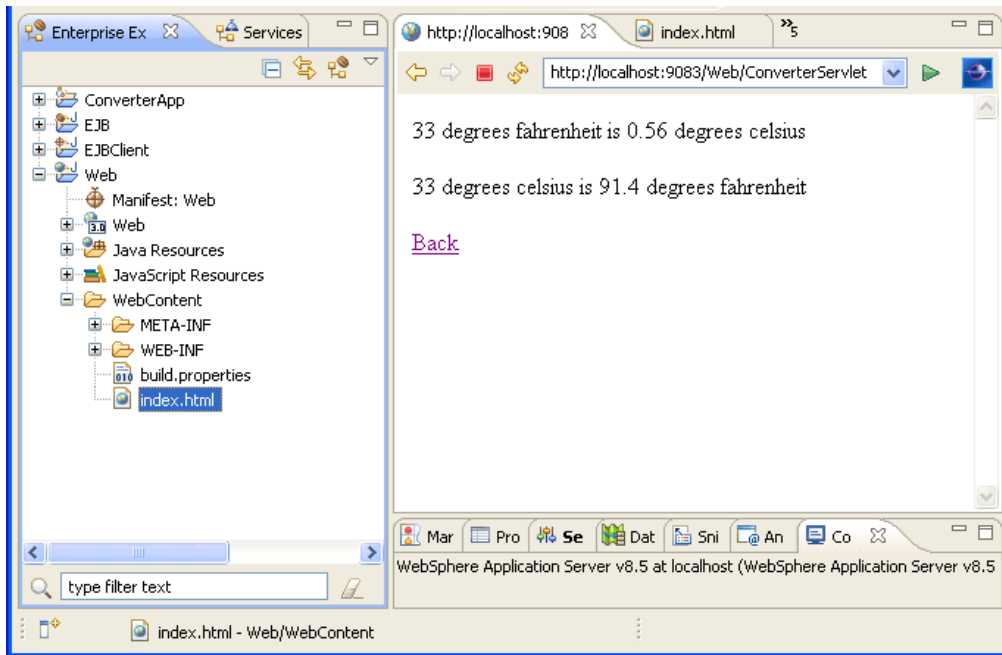 Enterprise Ex
Services
ConverterApp
EJB
EJBClient
Web
Manifest: Web
3.0 Web
Java Resources
JavaScript Resources
WebContent
META-INF
WEB-INF
010 build.properties
index.html
type filter text
http://localhost:908
index.html
»5
http://localhost:9083/Web/ConverterServlet
33 degrees fahrenheit is 0.56 degrees celsius
33 degrees celsius is 91.4 degrees fahrenheit
Back
Mar Pro Se Dat Sni An Co
WebSphere Application Server v8.5 at localhost (WebSphere Application Server v8.5
index.html - Web/WebContent